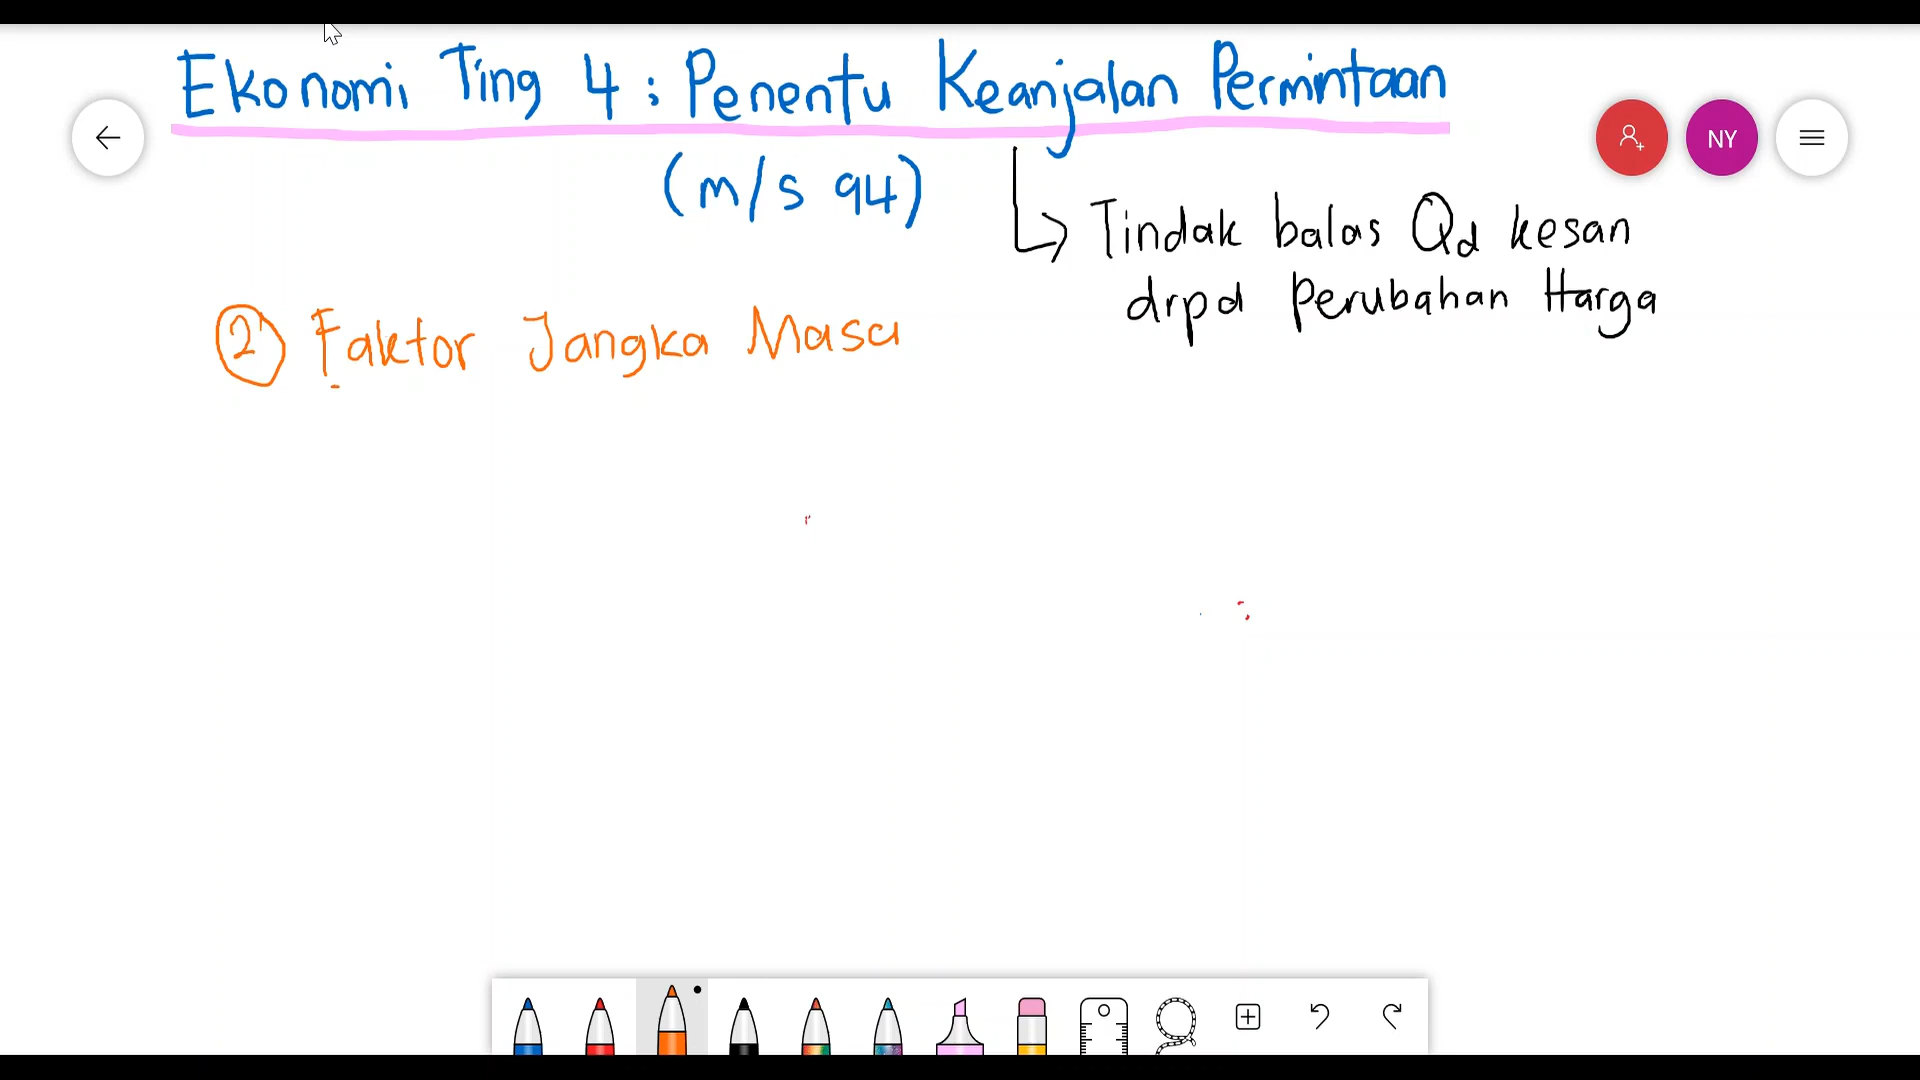 Ekonomi Ting 4 : Penentu Keanjalan Permintaan
(m/s 94)
NY
Tindak balas Qd kesan
drpd perubahan Harga
2 Faktor Jangka Masa